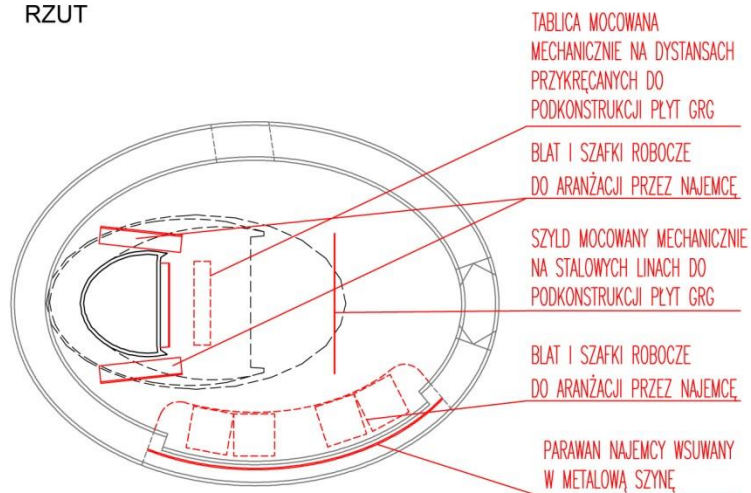 RZUT
TABLICA MOCOWANA
MECHANICZNIE NA DYSTANSACH
PRZYKRĘCANYCH DO
PODKONSTRUKCJI PŁYT GRG
BLAT I SZAFKI ROBOCZE
DO ARANŻACJI PRZEZ NAJEMCĘ
SZYLD MOCOWANY MECHANICZNIE
NA STALOWYCH LINACH DO
PODKONSTRUKCJI PŁYT GRG
BLAT I SZAFKI ROBOCZE
DO ARANŻACJI PRZEZ NAJEMCĘ
PARAWAN NAJEMCY WSUWANY
W METALOWĄ SZYNĘ